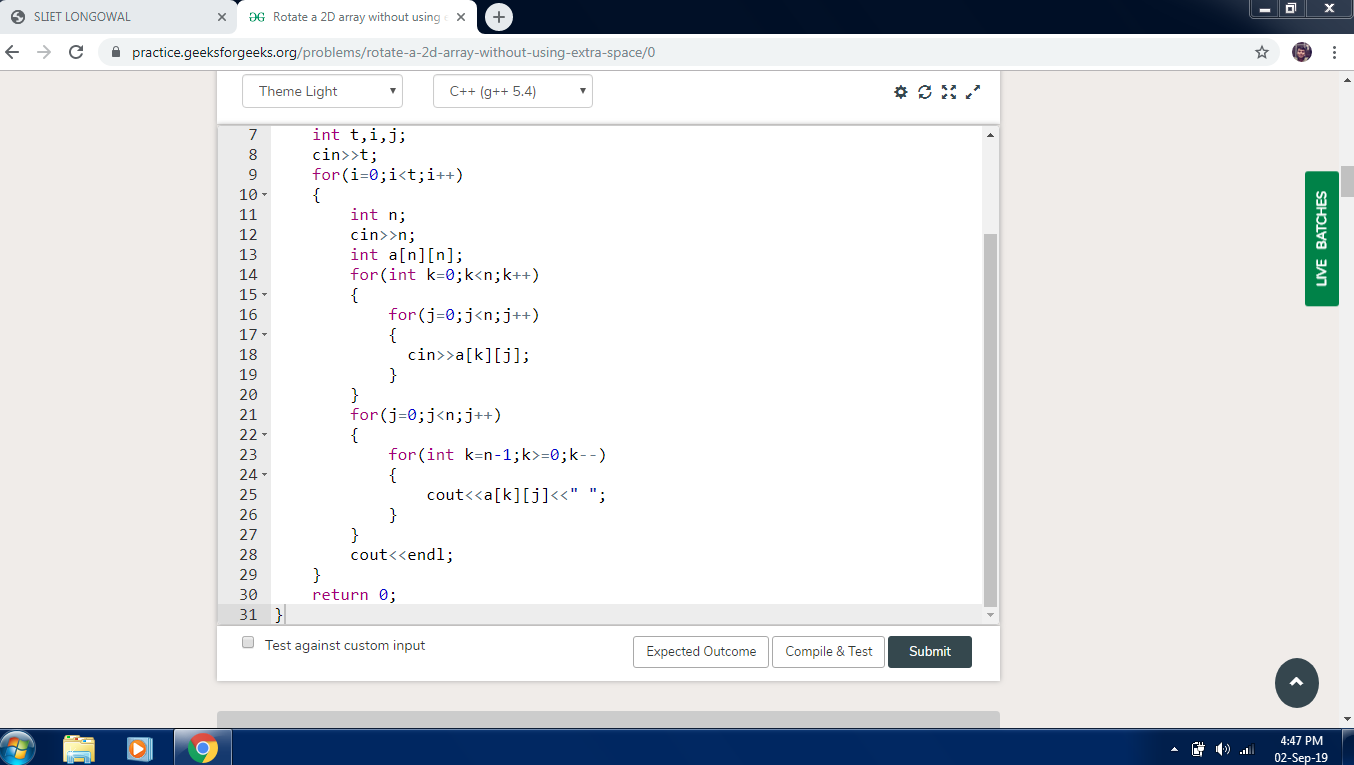 SLIET LONGOWAL
Rotate a 2D array without using
practice.geeksforgeeks.org/problems/rotate-a-2d-array-without-using-extra-space/0
Theme Light
C++ (g++ 5.4)
7 int t,i,j;
8 cin>>t;
9 for(i=0;i<t;i++)
10 {
11 int n;
12 cin>>n;
13 int a[n][n];
14 for(int k=0;k<n;k++)
15 {
16 for(j=0;j<n;j++)
17 {
18 cin>>a[k][j];
19 }
20 }
21 for(j=0;j<n;j++)
22 {
23 for(int k=n-1;k>=0;k--)
24 {
25 cout<<a[k][j]<<" ";
26 }
27 }
28 cout<<endl;
29 }
30 return 0;
31 }
LIVE BATCHES
Test against custom input
Expected Outcome
Compile & Test
Submit
4:47 PM
02-Sep-19